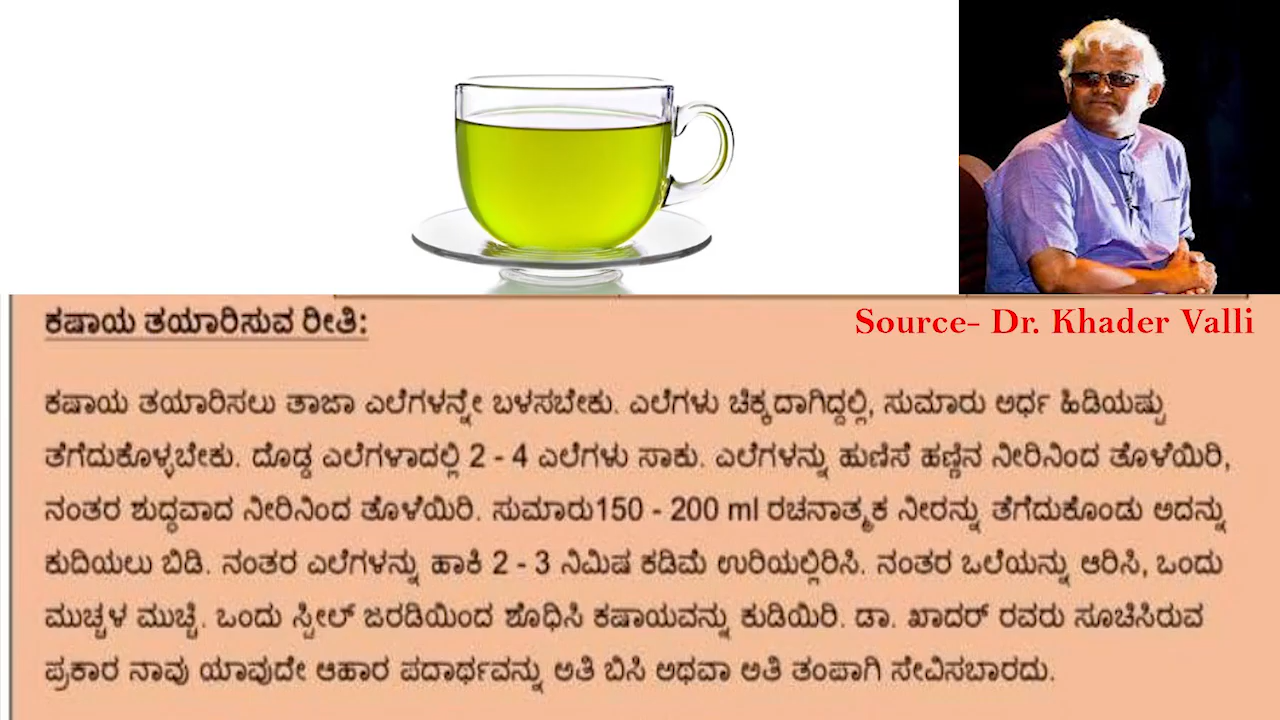 ಕಷಾಯ ತಯಾರಿಸುವ ರೀತಿ:
Source- Dr. Khader Valli
ಕಷಾಯ ತಯಾರಿಸಲು ತಾಜಾ ಎಲೆಗಳನ್ನೇ ಬಳಸಬೇಕು. ಎಲೆಗಳು ಚಿಕ್ಕದಾಗಿದ್ದಲ್ಲಿ, ಸುಮಾರು ಅರ್ಧ ಹಿಡಿಯಷ್ಟು
ತೆಗೆದುಕೊಳ್ಳಬೇಕು. ದೊಡ್ಡ ಎಲೆಗಳಾದಲ್ಲಿ 2 - 4 ಎಲೆಗಳು ಸಾಕು. ಎಲೆಗಳನ್ನು ಹುಣಿಸೆ ಹಣ್ಣಿನ ನೀರಿನಿಂದ ತೊಳೆಯಿರಿ,
ನಂತರ ಶುದ್ಧವಾದ ನೀರಿನಿಂದ ತೊಳೆಯಿರಿ. ಸುಮಾರು150 - 200 ml ರಚನಾತ್ಮಕ ನೀರನ್ನು ತೆಗೆದುಕೊಂಡು ಅದನ್ನು
ಕುದಿಯಲು ಬಿಡಿ. ನಂತರ ಎಲೆಗಳನ್ನು ಹಾಕಿ 2 - 3 ನಿಮಿಷ ಕಡಿಮೆ ಉರಿಯಲ್ಲಿರಿಸಿ. ನಂತರ ಒಲೆಯನ್ನು ಆರಿಸಿ, ಒಂದು
ಮುಚ್ಚಳ ಮುಚ್ಚಿ. ಒಂದು ಸ್ಟೀಲ್ ಜರಡಿಯಿಂದ ಶೋಧಿಸಿ ಕಷಾಯವನ್ನು ಕುಡಿಯಿರಿ. ಡಾ. ಖಾದರ್ ರವರು ಸೂಚಿಸಿರುವ
ಪ್ರಕಾರ ನಾವು ಯಾವುದೇ ಆಹಾರ ಪದಾರ್ಥವನ್ನು ಅತಿ ಬಿಸಿ ಅಥವಾ ಅತಿ ತಂಪಾಗಿ ಸೇವಿಸಬಾರದು.